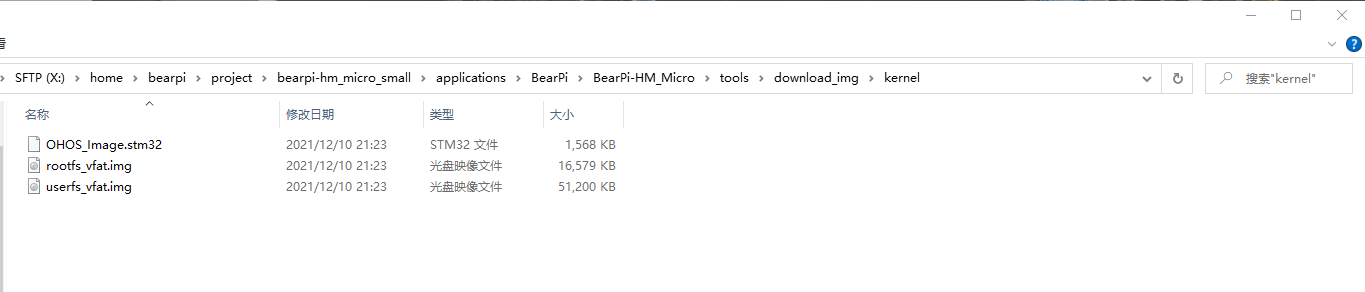 看
SFTP (X:) > home > bearpi > project > bearpi-hm_micro_small > applications > BearPi > BearPi-HM_Micro > tools > download_img > kernel
搜索"kernel"
名称 修改日期 类型 大小
OHOS_Image.stm32 2021/12/10 21:23 STM32 文件 1,568 KB
rootfs_vfat.img 2021/12/10 21:23 光盘映像文件 16,579 KB
userfs_vfat.img 2021/12/10 21:23 光盘映像文件 51,200 KB